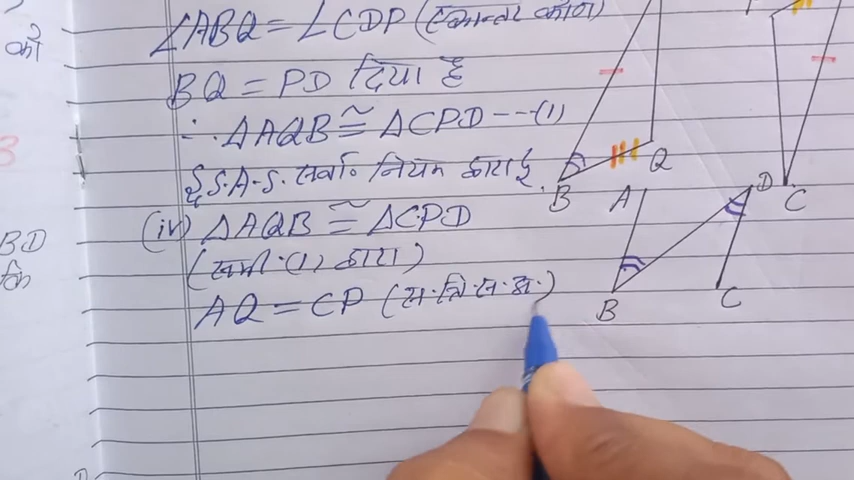 ∠ABQ = ∠CDP (एकान्तर कोण)
BQ = PD दिया है
∴ ΔAQB ≅ ΔCPD --- (1)
S.A.S. सर्वा० नियम द्वारा
(iv) ΔAQB ≅ ΔCPD
(समी. (1) द्वारा)
AQ = CP (स.त्रि.स.भु.)
B
Q
C
A
D
B
C
को
BD
कि